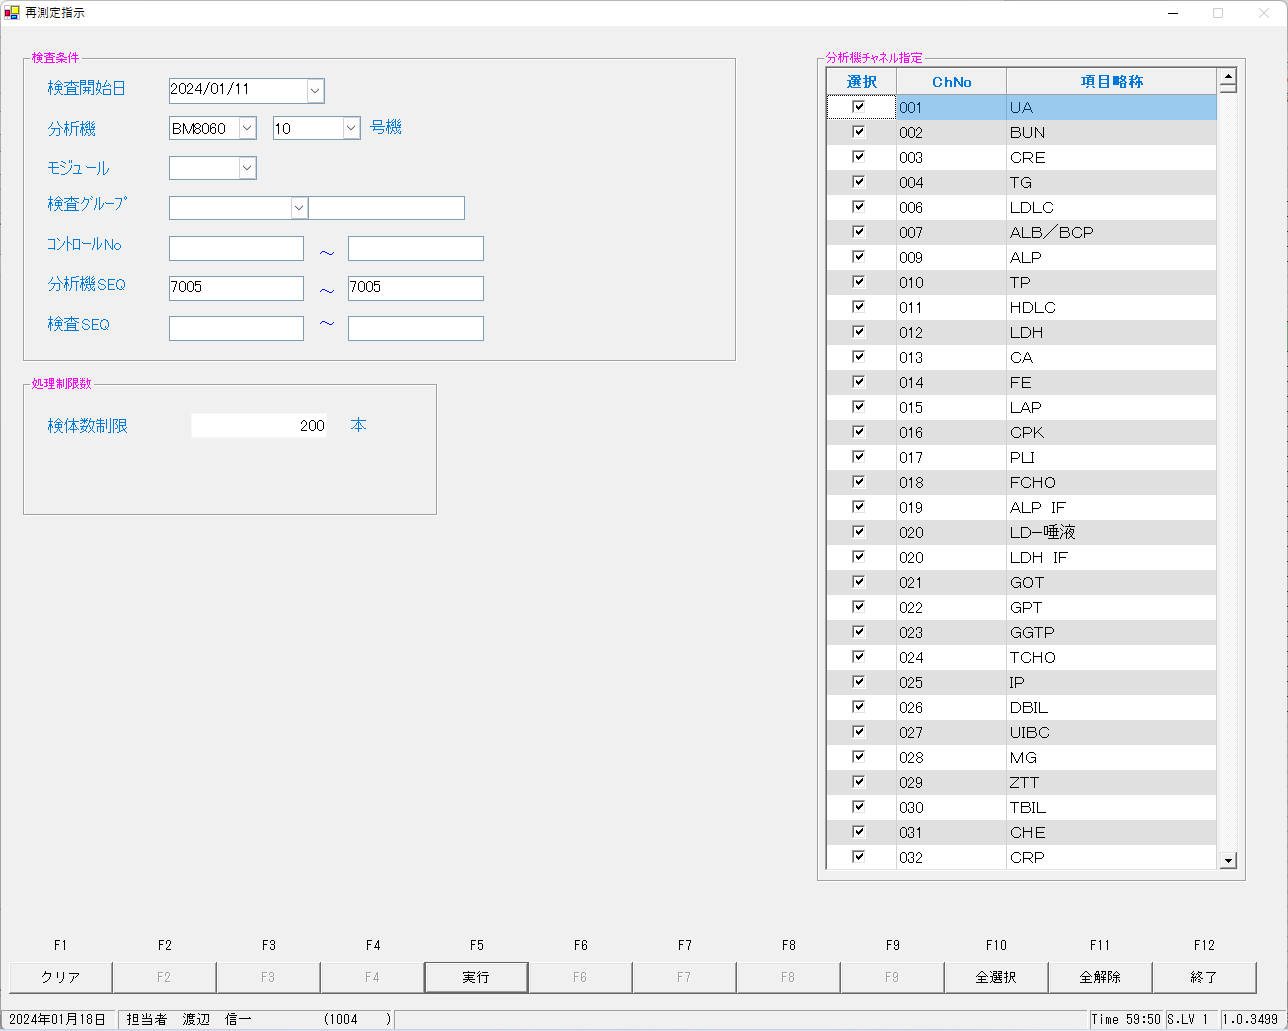 再測定指示
検査条件
検査開始日 2024/01/11
分析機 BM8060 10 号機
モジュール
検査グループ
コントロールNo ～
分析機SEQ 7005 ～ 7005
検査SEQ ～
処理制限数
検体数制限 200 本
分析機チャネル指定
選択 ChNo 項目略称
001 UA
002 BUN
003 CRE
004 TG
006 LDLC
007 ALB／BCP
009 ALP
010 TP
011 HDLC
012 LDH
013 CA
014 FE
015 LAP
016 CPK
017 PLI
018 FCHO
019 ALP IF
020 LD－唾液
020 LDH IF
021 GOT
022 GPT
023 GGTP
024 TCHO
025 IP
026 DBIL
027 UIBC
028 MG
029 ZTT
030 TBIL
031 CHE
032 CRP
F1 F2 F3 F4 F5 F6 F7 F8 F9 F10 F11 F12
クリア F2 F3 F4 実行 F6 F7 F8 F9 全選択 全解除 終了
2024年01月18日 担当者 渡辺 信一 (1004 ) Time 59:50 S.LV 1 1.0.3499